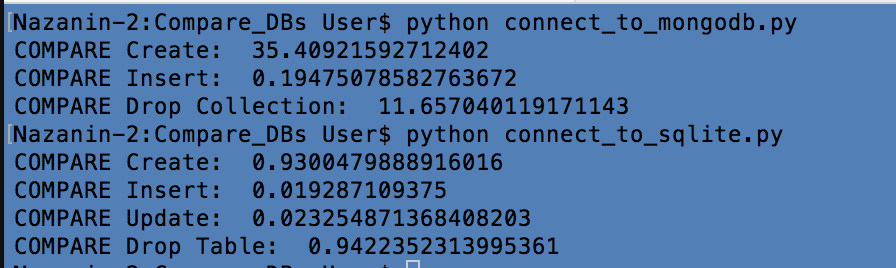 [Nazanin-2:Compare_DBs User$ python connect_to_mongodb.py
COMPARE Create:  35.40921592712402
COMPARE Insert:  0.19475078582763672
COMPARE Drop Collection:  11.657040119171143
[Nazanin-2:Compare_DBs User$ python connect_to_sqlite.py
COMPARE Create:  0.9300479888916016
COMPARE Insert:  0.019287109375
COMPARE Update:  0.023254871368408203
COMPARE Drop Table:  0.9422352313995361